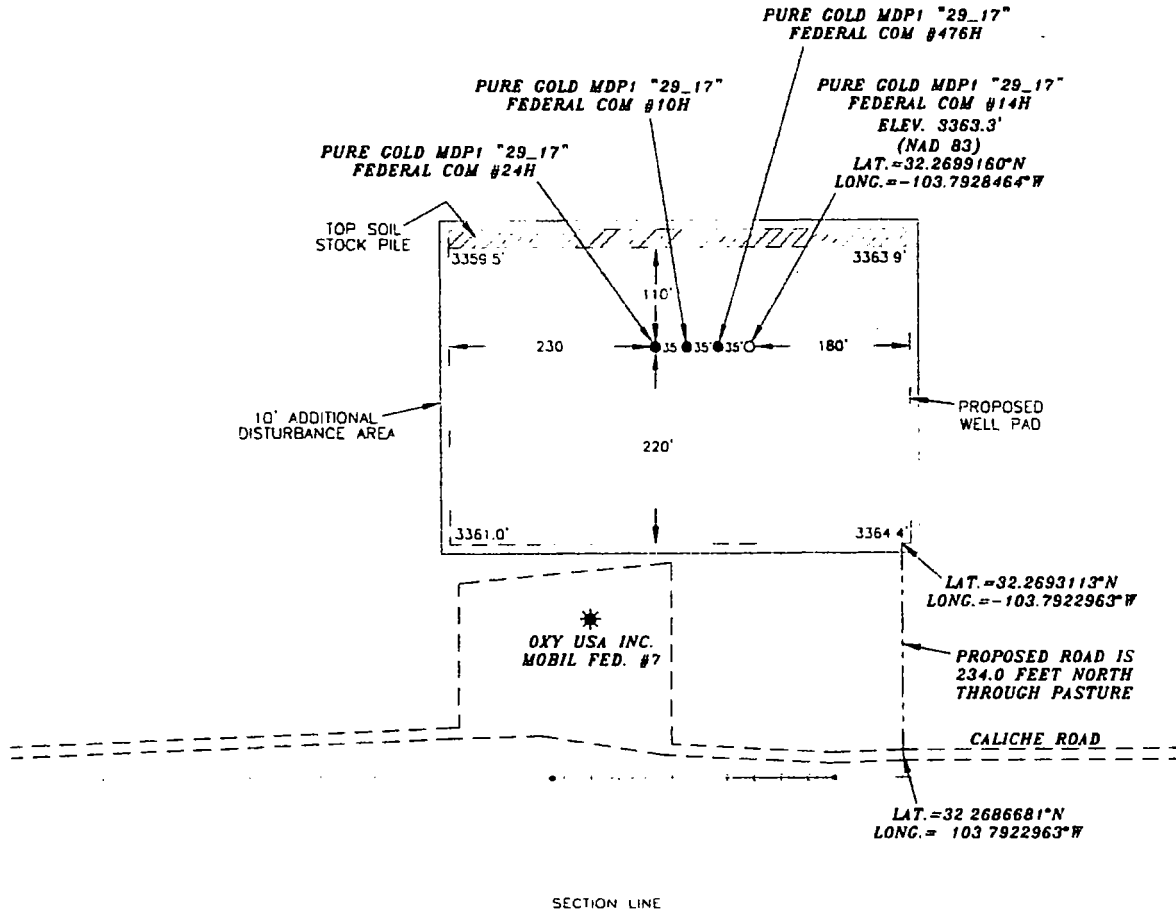 PURE GOLD MDP1 "29_17"
FEDERAL COM #476H
PURE GOLD MDP1 "29_17"
FEDERAL COM #10H
PURE GOLD MDP1 "29_17"
FEDERAL COM #14H
ELEV. 3363.3'
(NAD 83)
LAT.=32.2699160°N
LONG.=-103.7928464°W
PURE GOLD MDP1 "29_17"
FEDERAL COM #24H
TOP SOIL
STOCK PILE
3359.5'
3363.9'
110'
230
35
35'
35'
180'
10' ADDITIONAL
DISTURBANCE AREA
PROPOSED
WELL PAD
220'
3361.0'
3364.4'
LAT.=32.2693113°N
LONG.=-103.7922963°W
OXY USA INC.
MOBIL FED. #7
PROPOSED ROAD IS
234.0 FEET NORTH
THROUGH PASTURE
CALICHE ROAD
LAT.=32 2686681°N
LONG.= 103 7922963°W
SECTION LINE